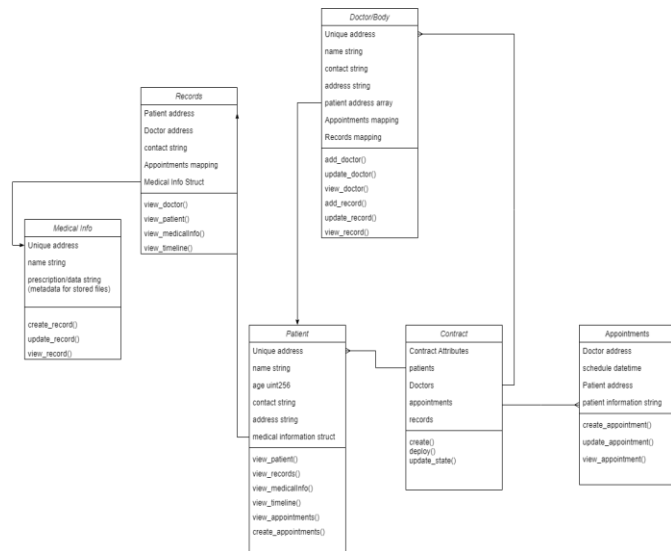 Doctor/Body
Unique address
name string
contact string
address string
patient address array
Appointments mapping
Records mapping
add_doctor()
update_doctor()
view_doctor()
add_record()
update_record()
view_record()
Records
Patient address
Doctor address
contact string
Appointments mapping
Medical Info Struct
view_doctor()
view_patient()
view_medicalInfo()
view_timeline()
Medical Info
Unique address
name string
prescription/data string
(metadata for stored files)
create_record()
update_record()
view_record()
Patient
Unique address
name string
age uint256
contact string
address string
medical information struct
view_patient()
view_records()
view_medicalInfo()
view_timeline()
view_appointments()
create_appointments()
Contract
Contract Attributes
patients
Doctors
appointments
records
create()
deploy()
update_state()
Appointments
Doctor address
schedule datetime
Patient address
patient information string
create_appointment()
update_appointment()
view_appointment()